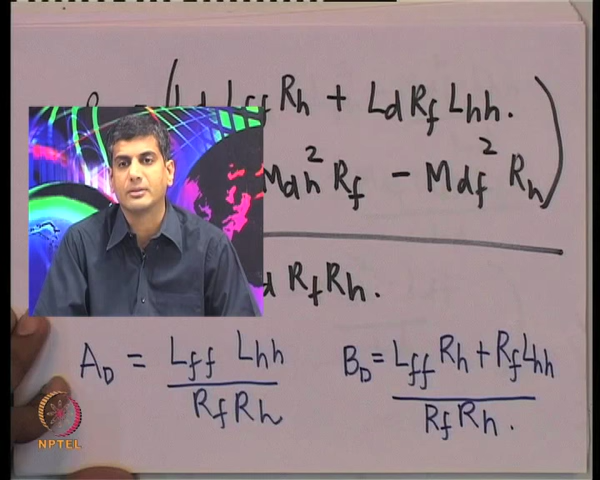 Ld Lff Rh + Ld Rf Lhh.
Mdh² Rf - Mdf² Rh
Rf Rh.
AD = Lff Lhh / Rf Rh BD = Lff Rh + Rf Lhh / Rf Rh.
NPTEL